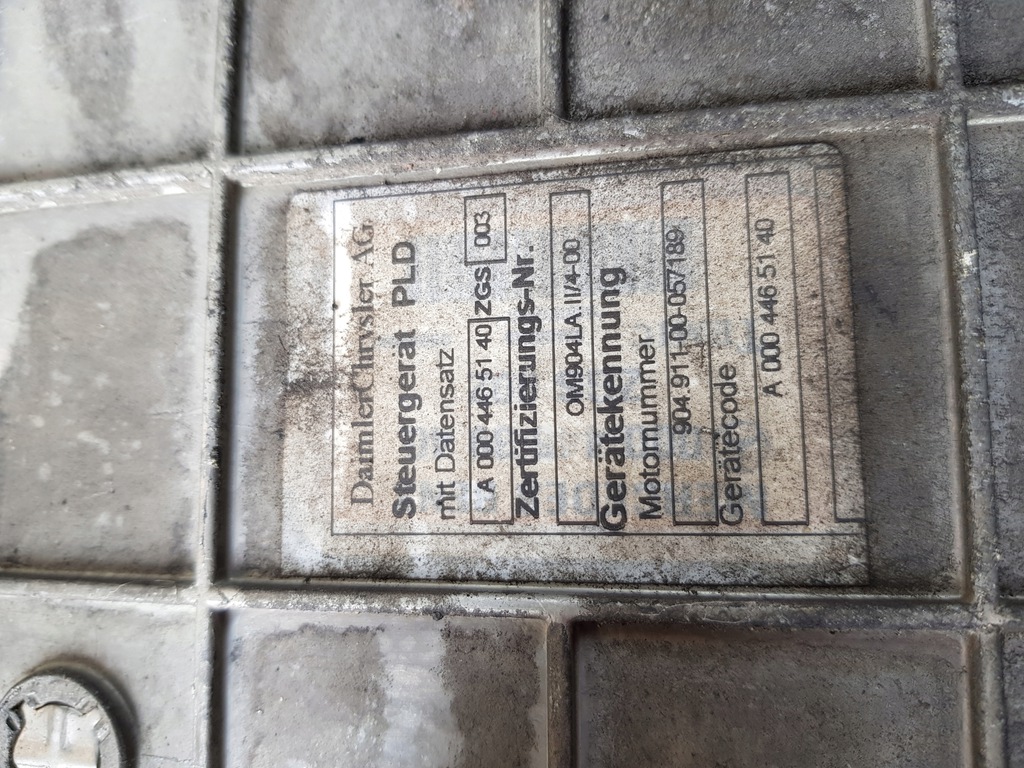 DaimlerChrysler AG
Steuergerät PLD
mit Datensatz
A 000 446 51 40 ZGS 003
Zertifizierungs-Nr.
OM904LA.II/4-00
Gerätekennung
Motornummer
904 911-00-057189
Gerätecode
A 000 446 51 40